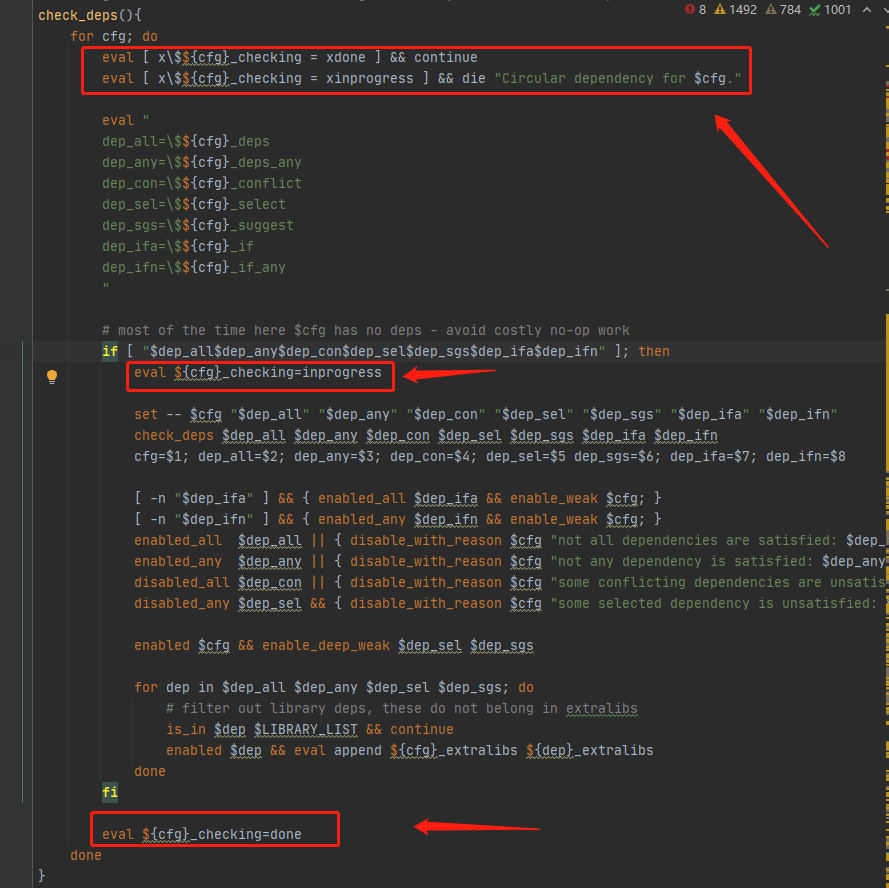 8 1492 784 1001
check_deps(){
for cfg; do
eval [ x\$${cfg}_checking = xdone ] && continue
eval [ x\$${cfg}_checking = xinprogress ] && die "Circular dependency for $cfg."
eval "
dep_all=\$${cfg}_deps
dep_any=\$${cfg}_deps_any
dep_con=\$${cfg}_conflict
dep_sel=\$${cfg}_select
dep_sgs=\$${cfg}_suggest
dep_ifa=\$${cfg}_if
dep_ifn=\$${cfg}_if_any
"
# most of the time here $cfg has no deps - avoid costly no-op work
if [ "$dep_all$dep_any$dep_con$dep_sel$dep_sgs$dep_ifa$dep_ifn" ]; then
eval ${cfg}_checking=inprogress
set -- $cfg "$dep_all" "$dep_any" "$dep_con" "$dep_sel" "$dep_sgs" "$dep_ifa" "$dep_ifn"
check_deps $dep_all $dep_any $dep_con $dep_sel $dep_sgs $dep_ifa $dep_ifn
cfg=$1; dep_all=$2; dep_any=$3; dep_con=$4; dep_sel=$5 dep_sgs=$6; dep_ifa=$7; dep_ifn=$8
[ -n "$dep_ifa" ] && { enabled_all $dep_ifa && enable_weak $cfg; }
[ -n "$dep_ifn" ] && { enabled_any $dep_ifn && enable_weak $cfg; }
enabled_all  $dep_all || { disable_with_reason $cfg "not all dependencies are satisfied: $dep_
enabled_any  $dep_any || { disable_with_reason $cfg "not any dependency is satisfied: $dep_any
disabled_all $dep_con || { disable_with_reason $cfg "some conflicting dependencies are unsatis
disabled_any $dep_sel && { disable_with_reason $cfg "some selected dependency is unsatisfied:
enabled $cfg && enable_deep_weak $dep_sel $dep_sgs
for dep in $dep_all $dep_any $dep_sel $dep_sgs; do
# filter out library deps, these do not belong in extralibs
is_in $dep $LIBRARY_LIST && continue
enabled $dep && eval append ${cfg}_extralibs ${dep}_extralibs
done
fi
eval ${cfg}_checking=done
done
}